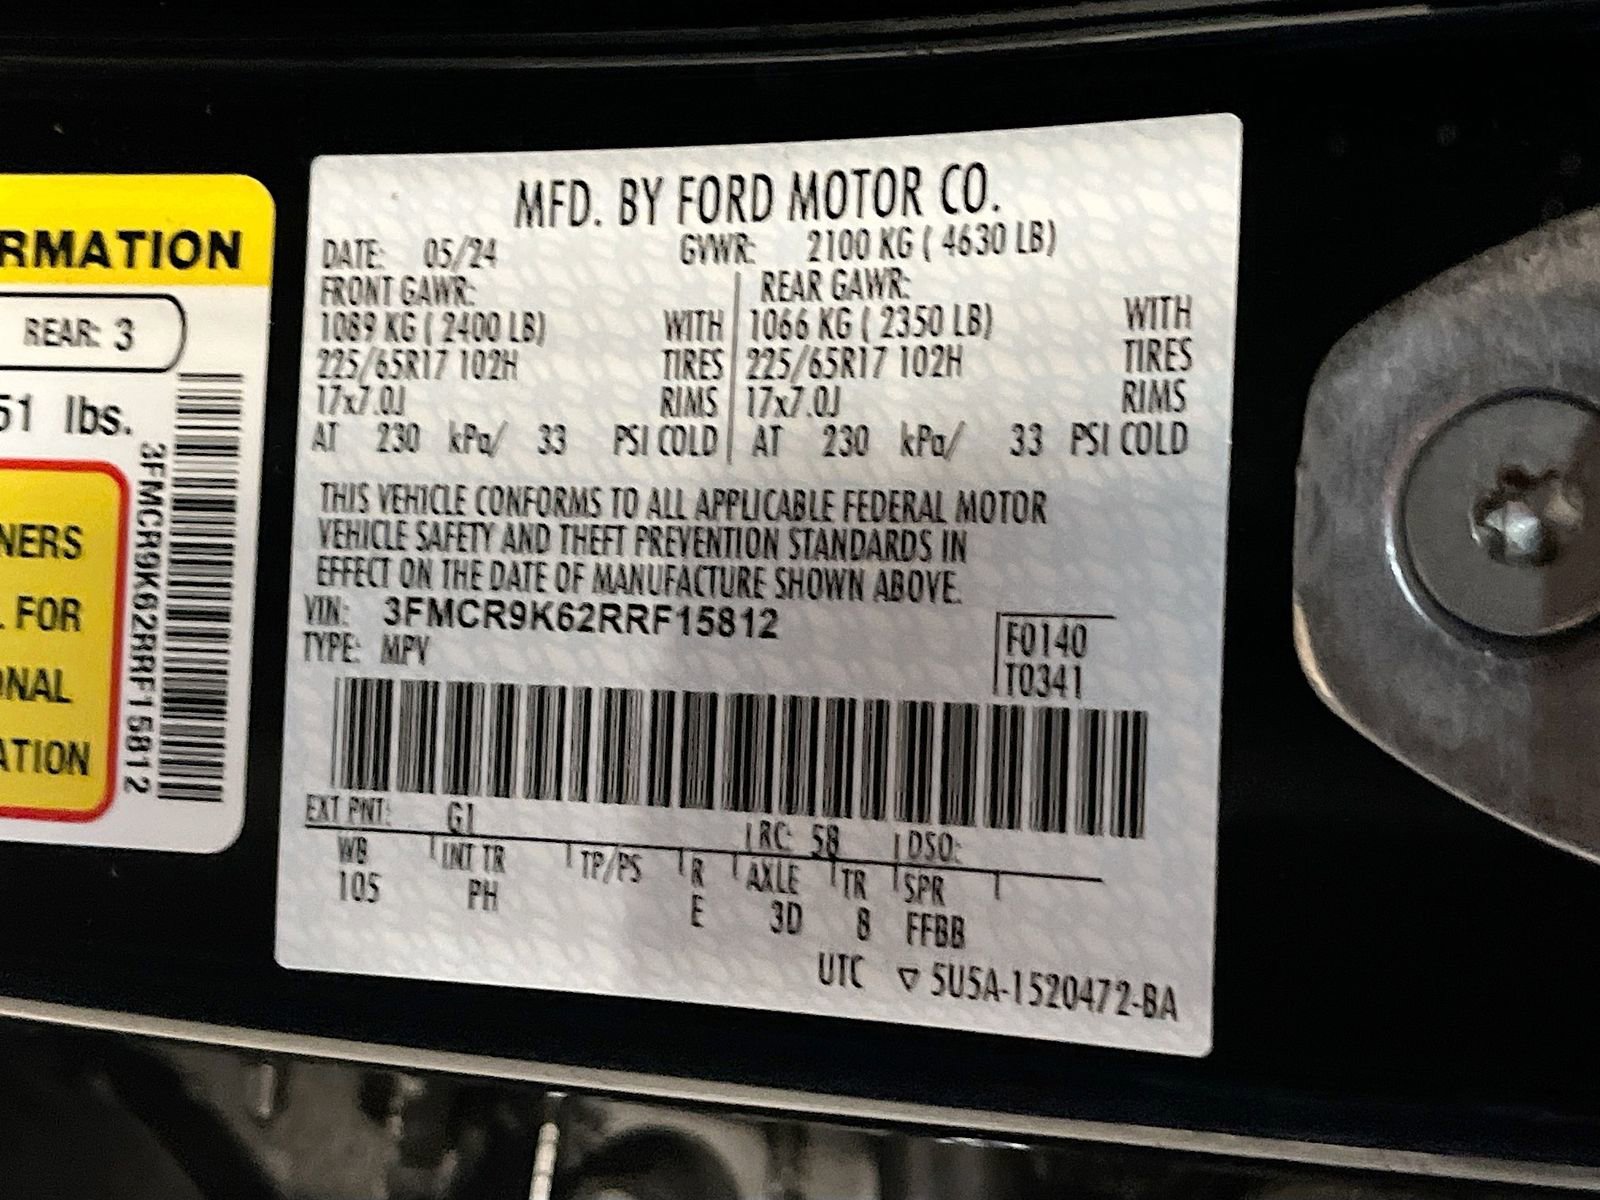 RMATION
REAR: 3
51 lbs.
NERS
L FOR
ONAL
ATION
3FMCR9K62RRF15812
MFD. BY FORD MOTOR CO.
DATE: 05/24 GVWR: 2100 KG ( 4630 LB)
FRONT GAWR: REAR GAWR:
1089 KG ( 2400 LB) WITH 1066 KG ( 2350 LB) WITH
225/65R17 102H TIRES 225/65R17 102H TIRES
17x7.0J RIMS 17x7.0J RIMS
AT 230 kPa/ 33 PSI COLD AT 230 kPa/ 33 PSI COLD
THIS VEHICLE CONFORMS TO ALL APPLICABLE FEDERAL MOTOR
VEHICLE SAFETY AND THEFT PREVENTION STANDARDS IN
EFFECT ON THE DATE OF MANUFACTURE SHOWN ABOVE.
VIN: 3FMCR9K62RRF15812
TYPE: MPV
F0140
T0341
EXT PNT: G1 RC: 58 DSO:
WB INT TR TP/PS R AXLE TR SPR
105 PH E 3D 8 FFBB
UTC ▽ 5U5A-1520472-BA